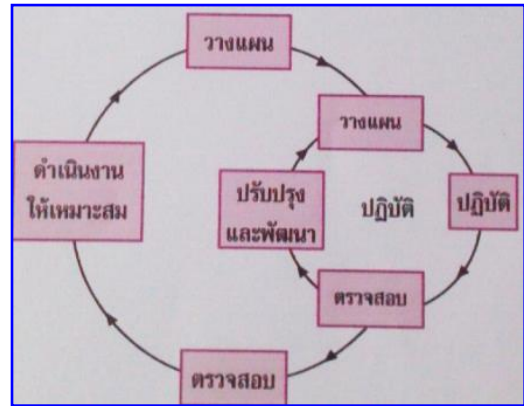 วางแผน
วางแผน
ดำเนินงาน
ให้เหมาะสม
ปรับปรุง
และพัฒนา
ปฏิบัติ
ปฏิบัติ
ตรวจสอบ
ตรวจสอบ